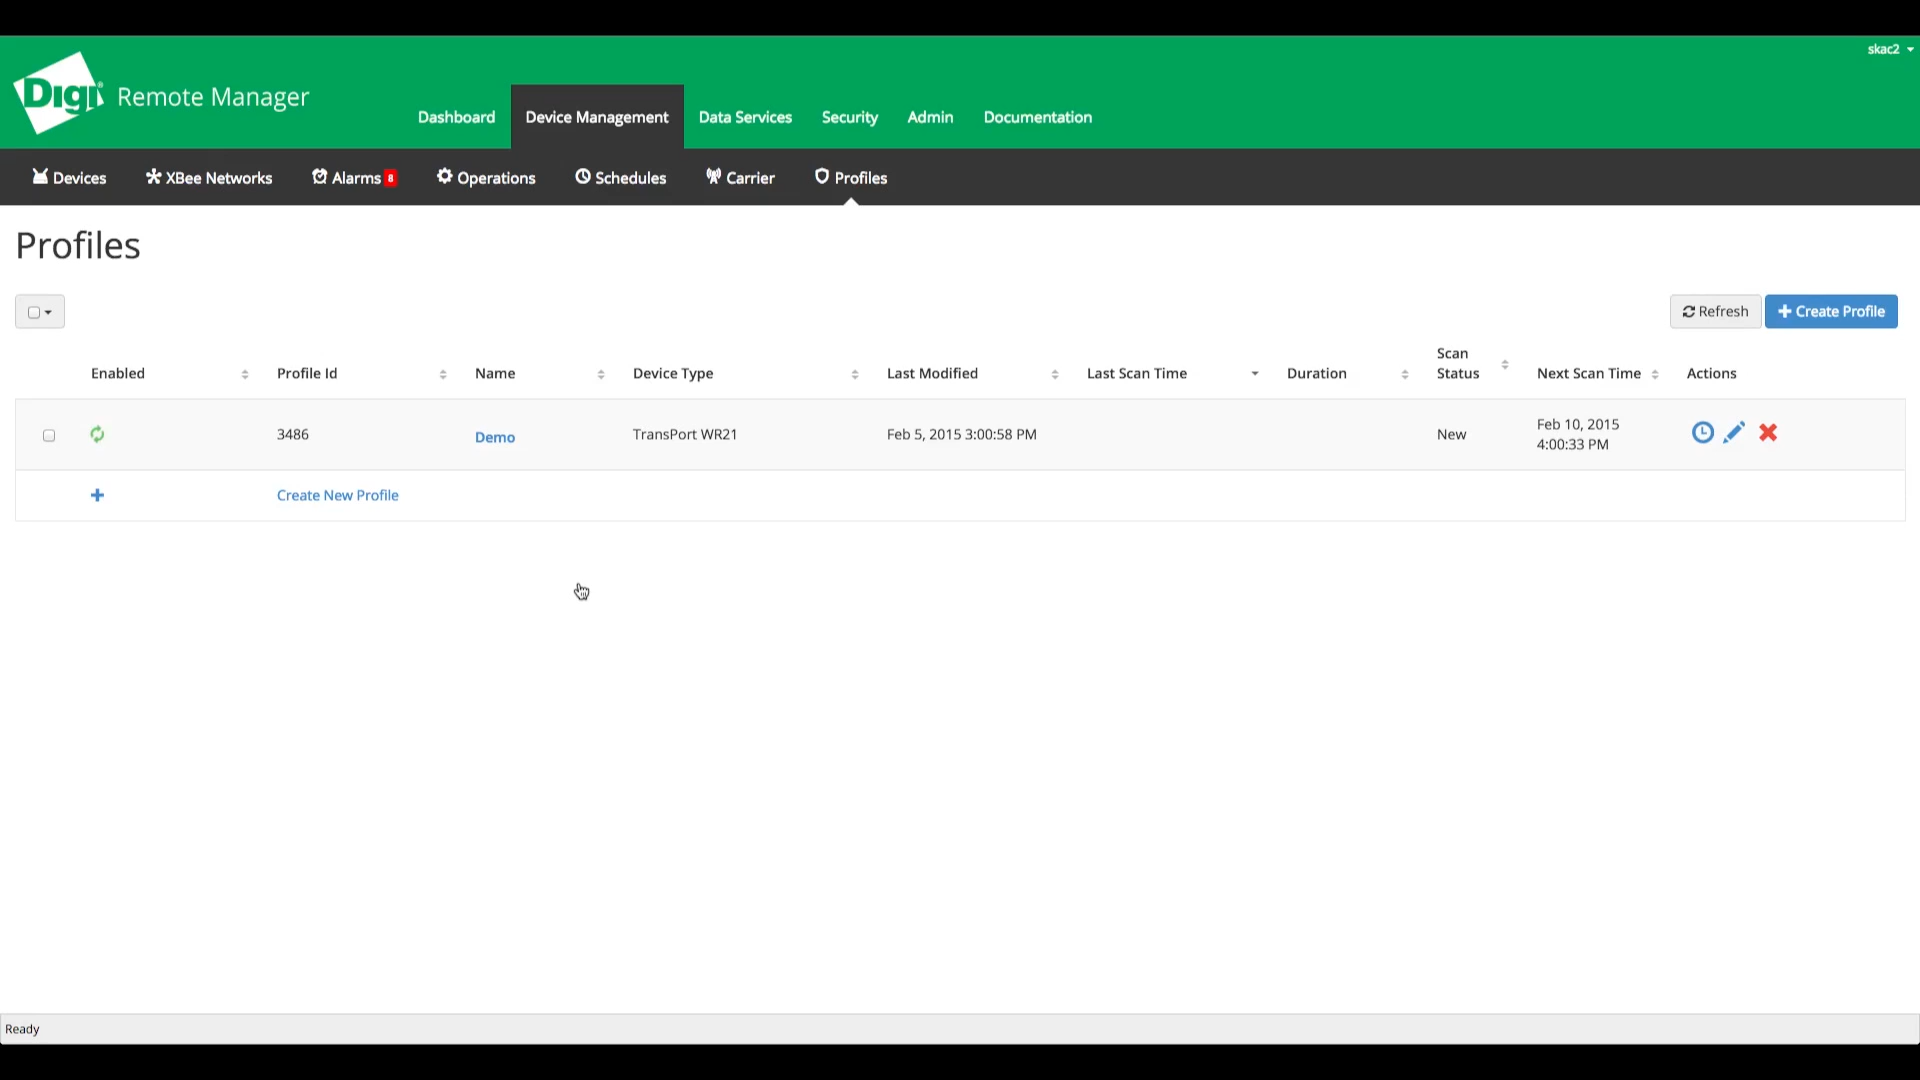 skac2
Digi® Remote Manager
Dashboard Device Management Data Services Security Admin Documentation
Devices XBee Networks Alarms 8 Operations Schedules Carrier Profiles
Profiles
Refresh Create Profile
Enabled Profile Id Name Device Type Last Modified Last Scan Time Duration Scan Status Next Scan Time Actions
3486 Demo TransPort WR21 Feb 5, 2015 3:00:58 PM New Feb 10, 2015 4:00:33 PM
Create New Profile
Ready